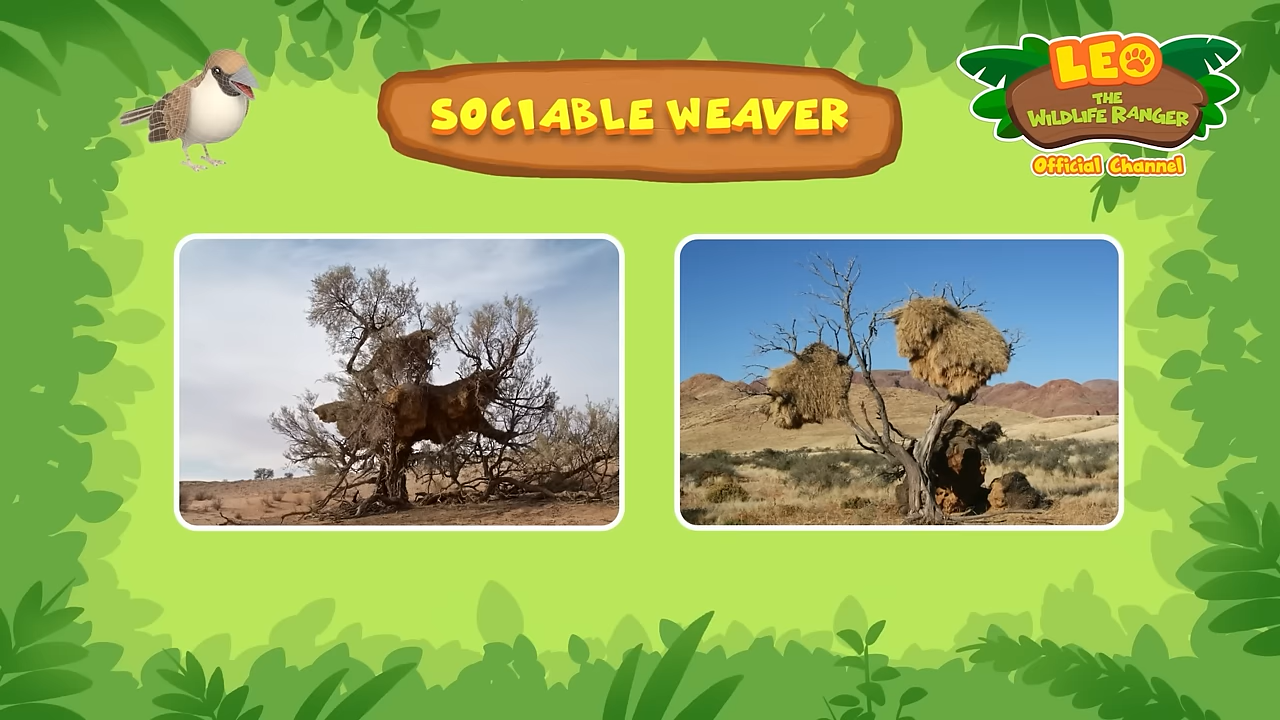 SOCIABLE WEAVER
LEO
THE
WILDLIFE RANGER
Official Channel